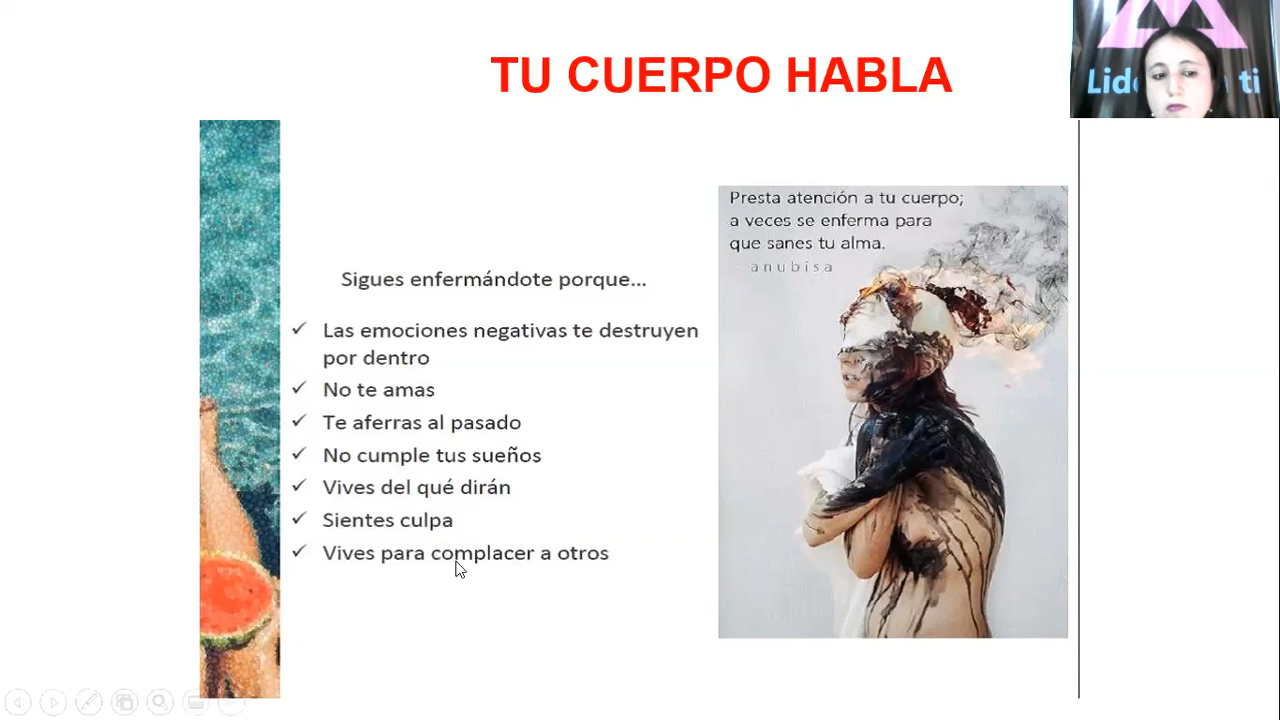 TU CUERPO HABLA
Lide
ti
Presta atención a tu cuerpo;
a veces se enferma para
que sanes tu alma.
anubisa
Sigues enfermándote porque...
Las emociones negativas te destruyen
por dentro
No te amas
Te aferras al pasado
No cumple tus sueños
Vives del qué dirán
Sientes culpa
Vives para complacer a otros